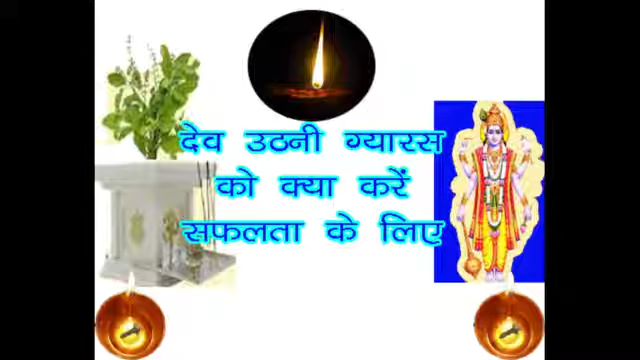 देव उठनी ग्यारस
को क्या करें
सफलता के लिए